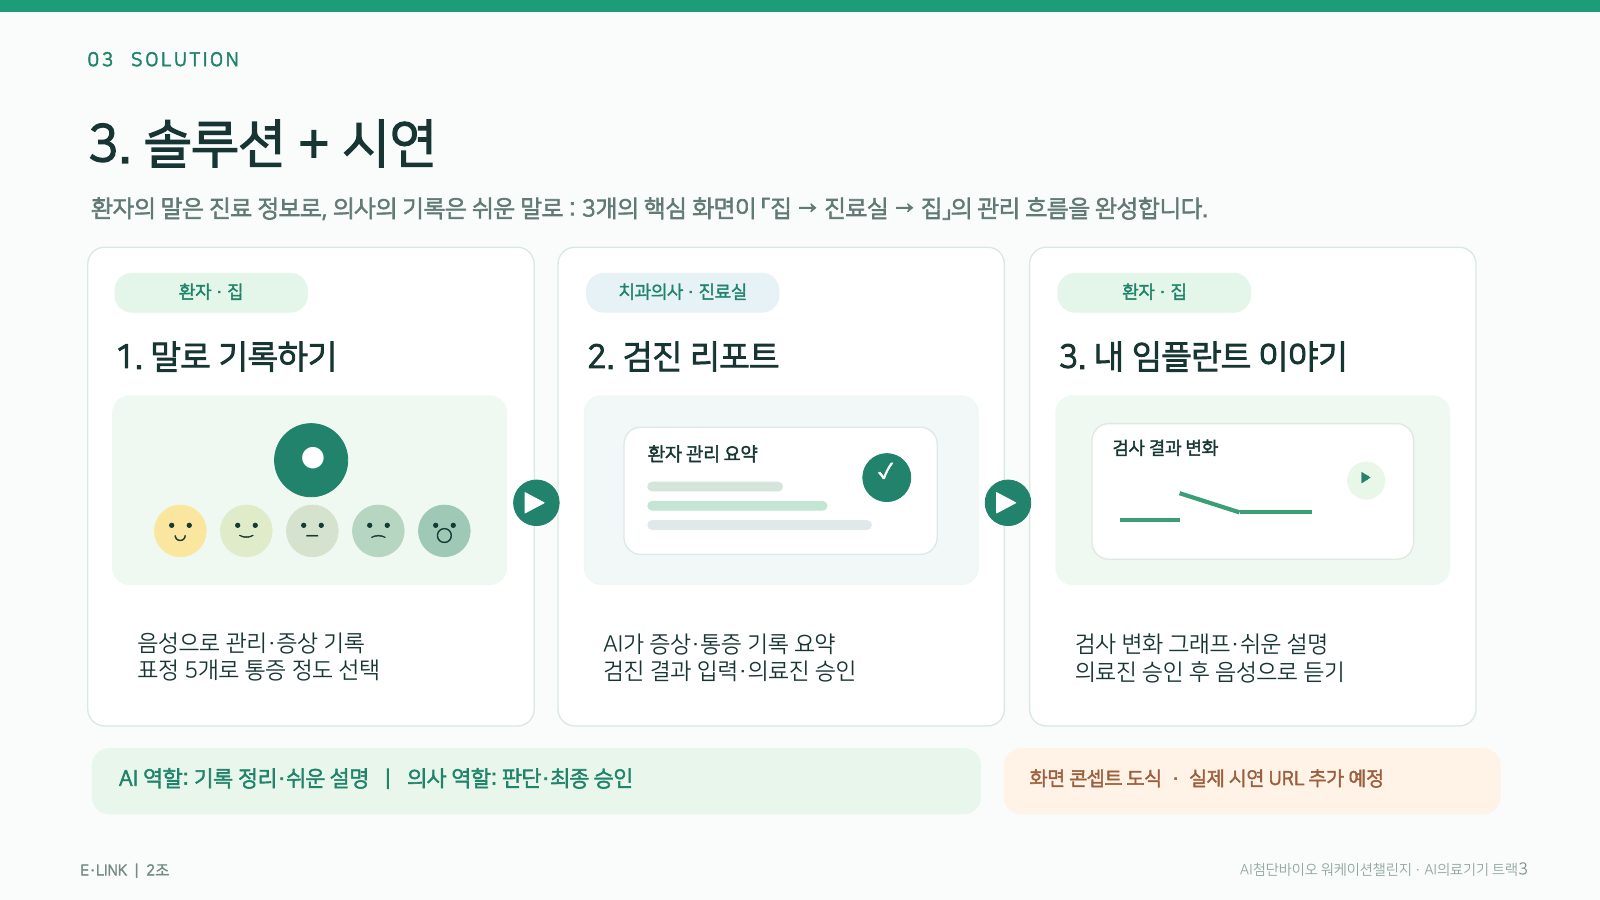 03 SOLUTION
3. 솔루션 + 시연
환자의 말은 진료 정보로, 의사의 기록은 쉬운 말로 : 3개의 핵심 화면이 「집 → 진료실 → 집」의 관리 흐름을 완성합니다.
환자 · 집
1. 말로 기록하기
음성으로 관리·증상 기록
표정 5개로 통증 정도 선택
치과의사 · 진료실
2. 검진 리포트
환자 관리 요약
✓
AI가 증상·통증 기록 요약
검진 결과 입력·의료진 승인
환자 · 집
3. 내 임플란트 이야기
검사 결과 변화
검사 변화 그래프·쉬운 설명
의료진 승인 후 음성으로 듣기
AI 역할: 기록 정리·쉬운 설명 | 의사 역할: 판단·최종 승인
화면 콘셉트 도식 · 실제 시연 URL 추가 예정
E·LINK | 2조
AI첨단바이오 워케이션챌린지 · AI의료기기 트랙3